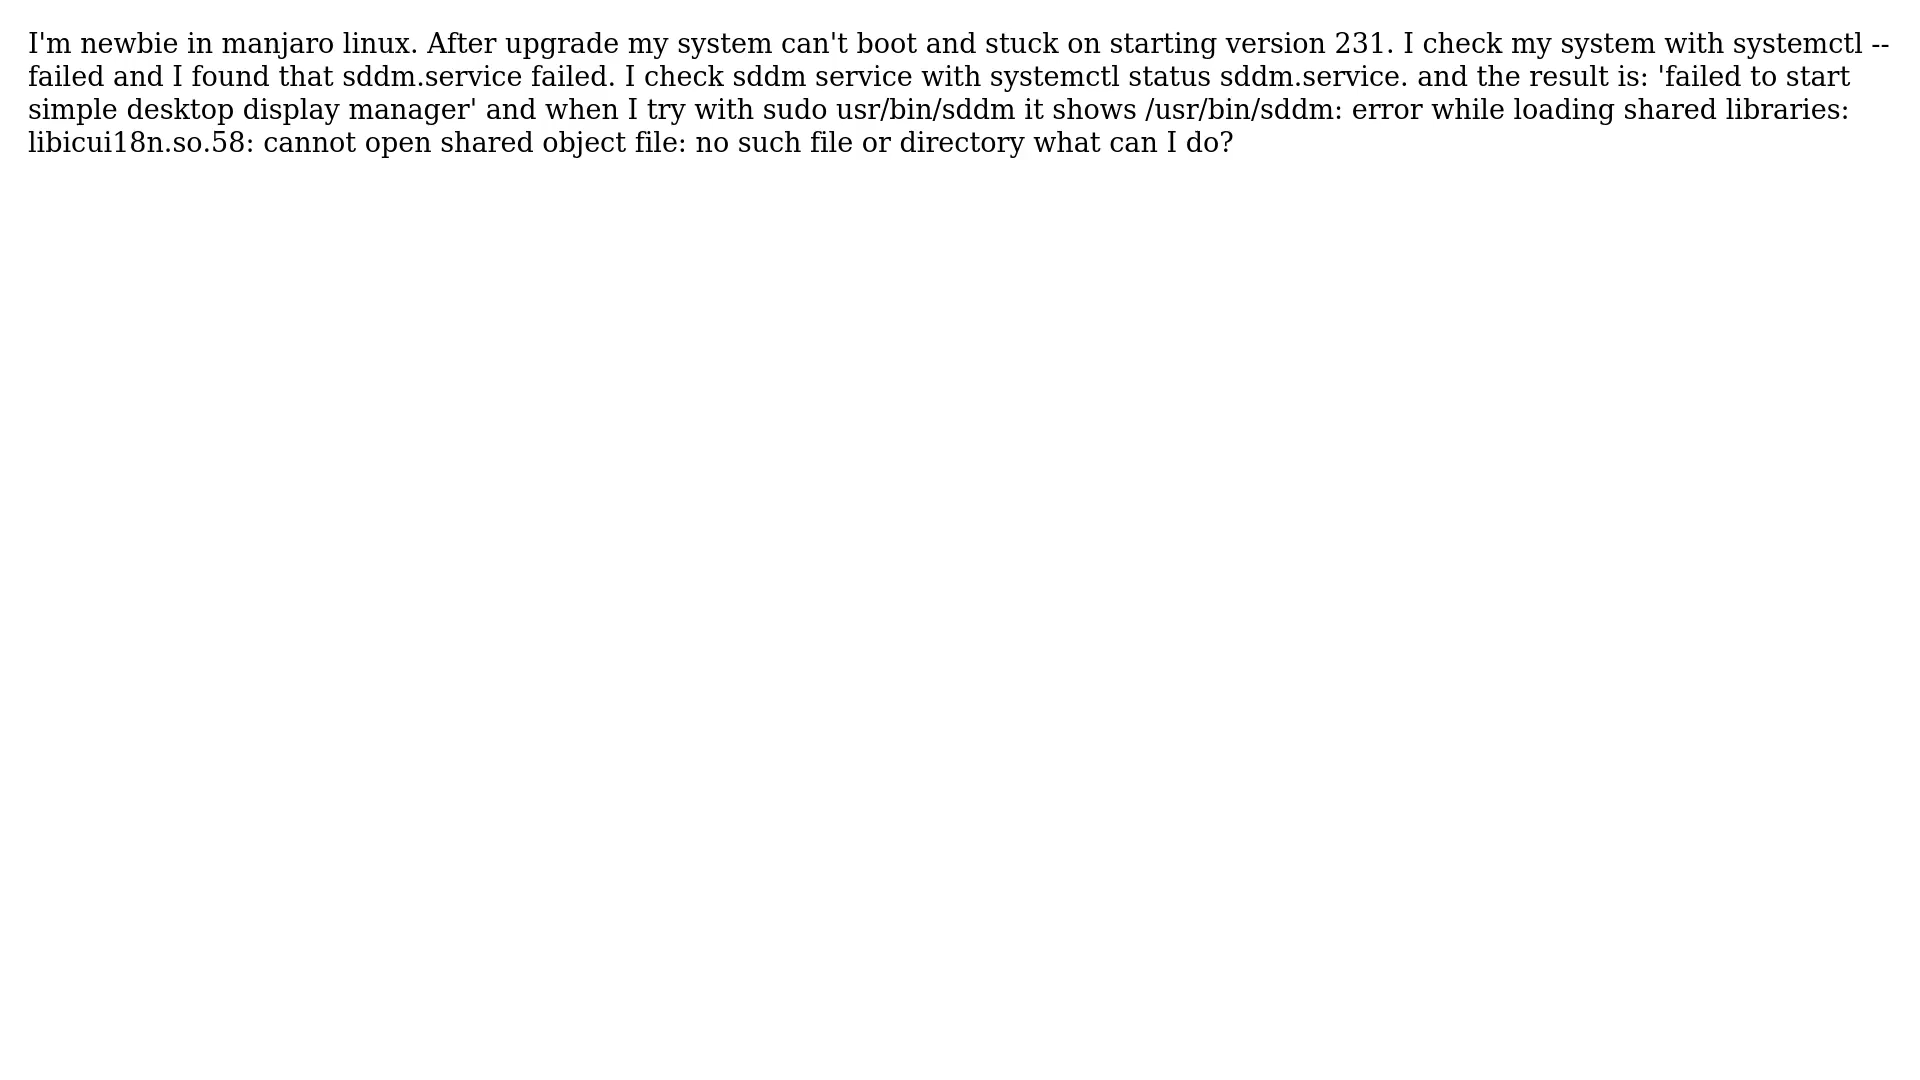 I'm newbie in manjaro linux. After upgrade my system can't boot and stuck on starting version 231. I check my system with systemctl --
failed and I found that sddm.service failed. I check sddm service with systemctl status sddm.service. and the result is: 'failed to start
simple desktop display manager' and when I try with sudo usr/bin/sddm it shows /usr/bin/sddm: error while loading shared libraries:
libicui18n.so.58: cannot open shared object file: no such file or directory what can I do?